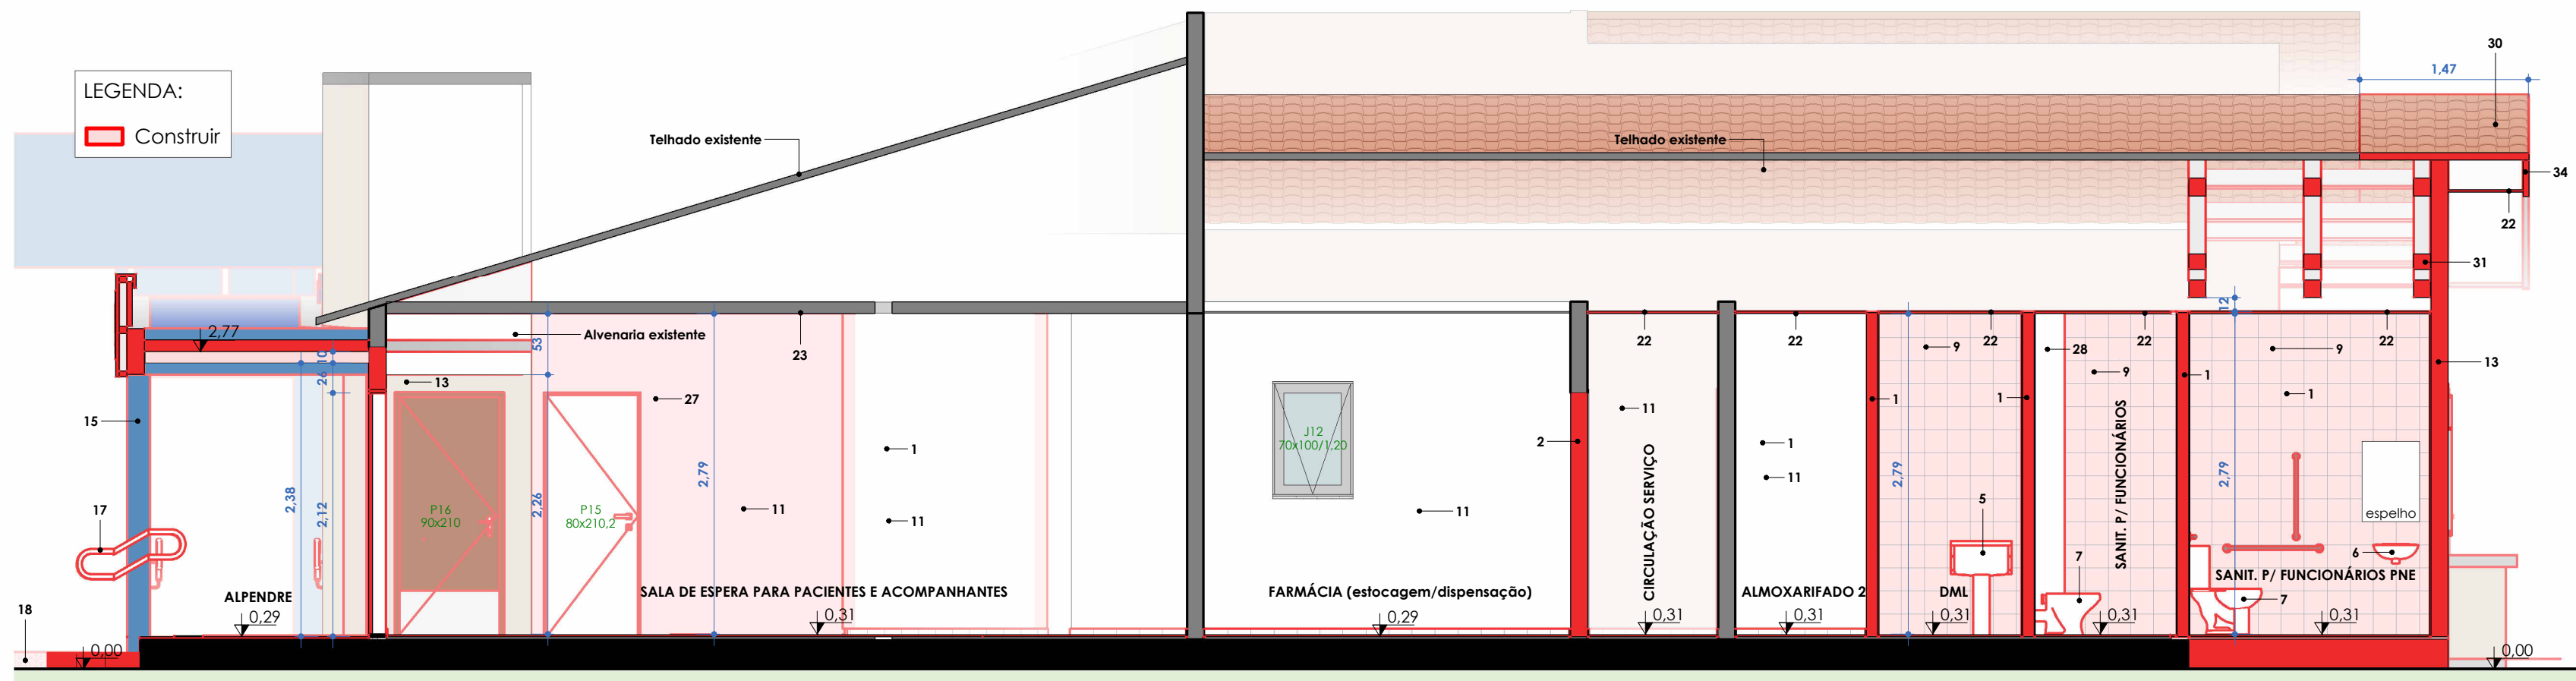 LEGENDA:
Construir
30
1,47
Telhado existente
Telhado existente
34
22
31
12
2,77
Alvenaria existente
53
23
22
22
22
22
22
10
26
13
9
28
9
9
13
1
1
1
1
27
11
J12
70x100/1,20
15
2
1
1
11
2,38
2,12
P16
90x210
2,26
P15
80x210,2
2,79
11
11
11
CIRCULAÇÃO SERVIÇO
2,79
5
SANIT. P/ FUNCIONÁRIOS
2,79
espelho
17
7
6
SANIT. P/ FUNCIONÁRIOS PNE
7
18
ALPENDRE
0,29
SALA DE ESPERA PARA PACIENTES E ACOMPANHANTES
0,31
FARMÁCIA (estocagem/dispensação)
0,29
0,31
ALMOXARIFADO 2
0,31
DML
0,31
0,31
0,31
0,00
0,00